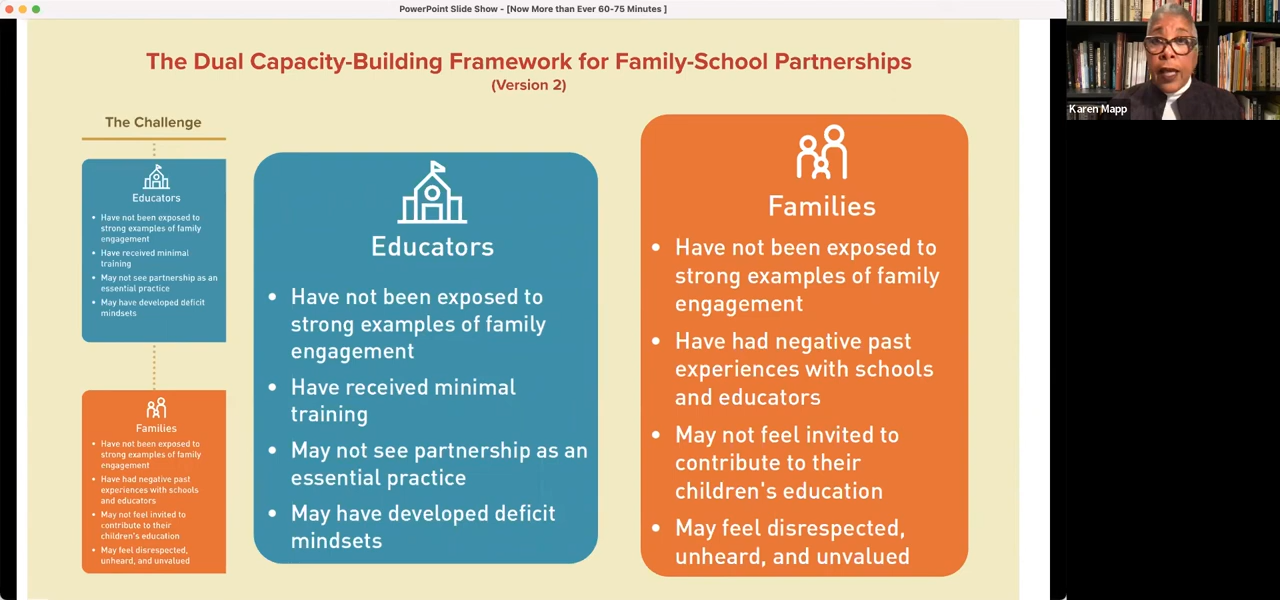 PowerPoint Slide Show - [Now More than Ever 60-75 Minutes ]
Karen Mapp
The Dual Capacity-Building Framework for Family-School Partnerships
(Version 2)
The Challenge
Educators
• Have not been exposed to
strong examples of family
engagement
• Have received minimal
training
• May not see partnership as an
essential practice
• May have developed deficit
mindsets
Families
• Have not been exposed to
strong examples of family
engagement
• Have had negative past
experiences with schools
and educators
• May not feel invited to
contribute to their
children's education
• May feel disrespected,
unheard, and unvalued
Educators
• Have not been exposed to
strong examples of family
engagement
• Have received minimal
training
• May not see partnership as an
essential practice
• May have developed deficit
mindsets
Families
• Have not been exposed to
strong examples of family
engagement
• Have had negative past
experiences with schools
and educators
• May not feel invited to
contribute to their
children's education
• May feel disrespected,
unheard, and unvalued